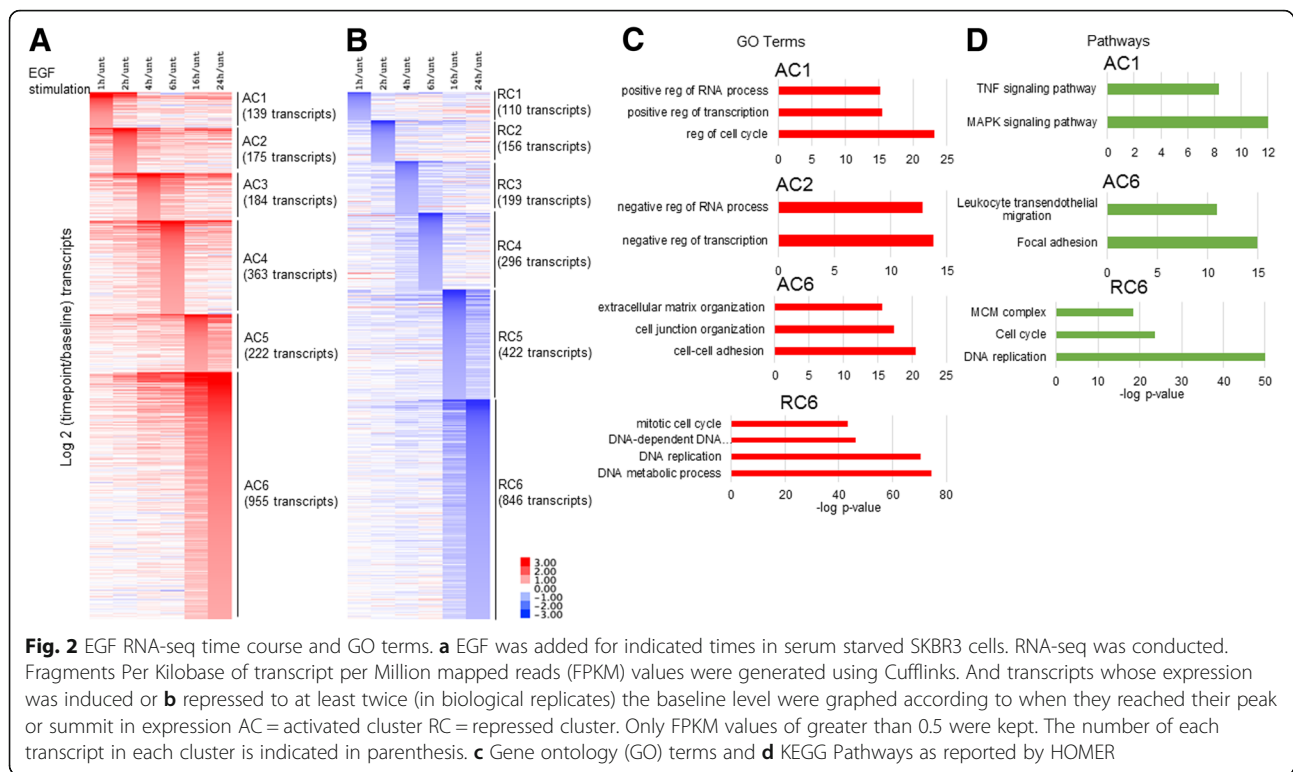 A
EGF stimulation
1h/unt
2h/unt
4h/unt
6h/unt
16h/unt
24h/unt
Log 2 (timepoint/baseline) transcripts
AC1
(139 transcripts)
AC2
(175 transcripts)
AC3
(184 transcripts)
AC4
(363 transcripts)
AC5
(222 transcripts)
AC6
(955 transcripts)
B
1h/unt
2h/unt
4h/unt
6h/unt
16h/unt
24h/unt
RC1
(110 transcripts)
RC2
(156 transcripts)
RC3
(199 transcripts)
RC4
(296 transcripts)
RC5
(422 transcripts)
RC6
(846 transcripts)
3.00
2.00
1.00
0.00
-1.00
-2.00
-3.00
C
GO Terms
AC1
positive reg of RNA process
positive reg of transcription
reg of cell cycle
0 5 10 15 20 25
AC2
negative reg of RNA process
negative reg of transcription
0 5 10 15
AC6
extracellular matrix organization
cell junction organization
cell-cell adhesion
0 5 10 15 20 25
RC6
mitotic cell cycle
DNA-dependent DNA...
DNA replication
DNA metabolic process
0 20 40 60 80
-log p-value
D
Pathways
AC1
TNF signaling pathway
MAPK signaling pathway
0 2 4 6 8 10 12
AC6
Leukocyte transendothelial
migration
Focal adhesion
0 5 10 15
RC6
MCM complex
Cell cycle
DNA replication
0 10 20 30 40 50
-log p-value
Fig. 2 EGF RNA-seq time course and GO terms. a EGF was added for indicated times in serum starved SKBR3 cells. RNA-seq was conducted.
Fragments Per Kilobase of transcript per Million mapped reads (FPKM) values were generated using Cufflinks. And transcripts whose expression
was induced or b repressed to at least twice (in biological replicates) the baseline level were graphed according to when they reached their peak
or summit in expression AC = activated cluster RC = repressed cluster. Only FPKM values of greater than 0.5 were kept. The number of each
transcript in each cluster is indicated in parenthesis. c Gene ontology (GO) terms and d KEGG Pathways as reported by HOMER